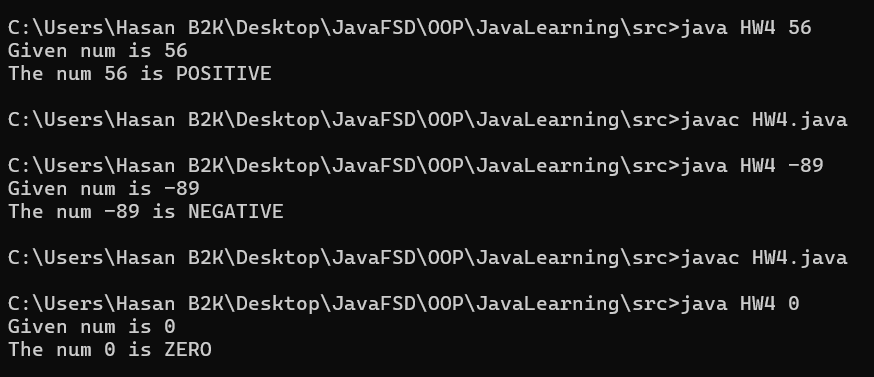 C:\Users\Hasan B2K\Desktop\JavaFSD\OOP\JavaLearning\src>java HW4 56
Given num is 56
The num 56 is POSITIVE
C:\Users\Hasan B2K\Desktop\JavaFSD\OOP\JavaLearning\src>javac HW4.java
C:\Users\Hasan B2K\Desktop\JavaFSD\OOP\JavaLearning\src>java HW4 -89
Given num is -89
The num -89 is NEGATIVE
C:\Users\Hasan B2K\Desktop\JavaFSD\OOP\JavaLearning\src>javac HW4.java
C:\Users\Hasan B2K\Desktop\JavaFSD\OOP\JavaLearning\src>java HW4 0
Given num is 0
The num 0 is ZERO